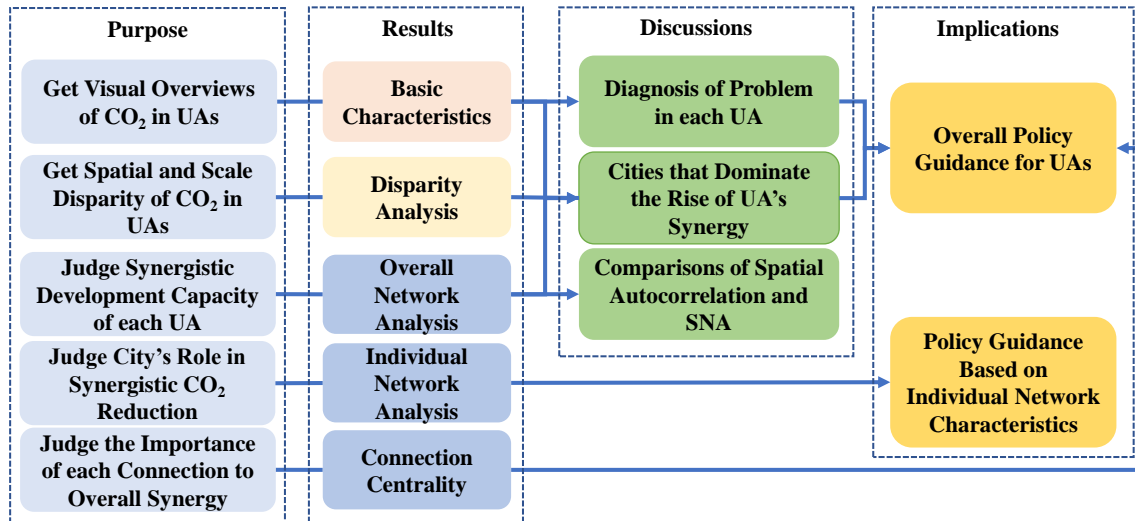 Purpose
Get Visual Overviews
of CO₂ in UAs
Get Spatial and Scale
Disparity of CO₂ in
UAs
Judge Synergistic
Development Capacity
of each UA
Judge City’s Role in
Synergistic CO₂
Reduction
Judge the Importance
of each Connection to
Overall Synergy
Results
Basic
Characteristics
Disparity
Analysis
Overall
Network
Analysis
Individual
Network
Analysis
Connection
Centrality
Discussions
Diagnosis of Problem
in each UA
Cities that Dominate
the Rise of UA’s
Synergy
Comparisons of Spatial
Autocorrelation and
SNA
Implications
Overall Policy
Guidance for UAs
Policy Guidance
Based on
Individual Network
Characteristics